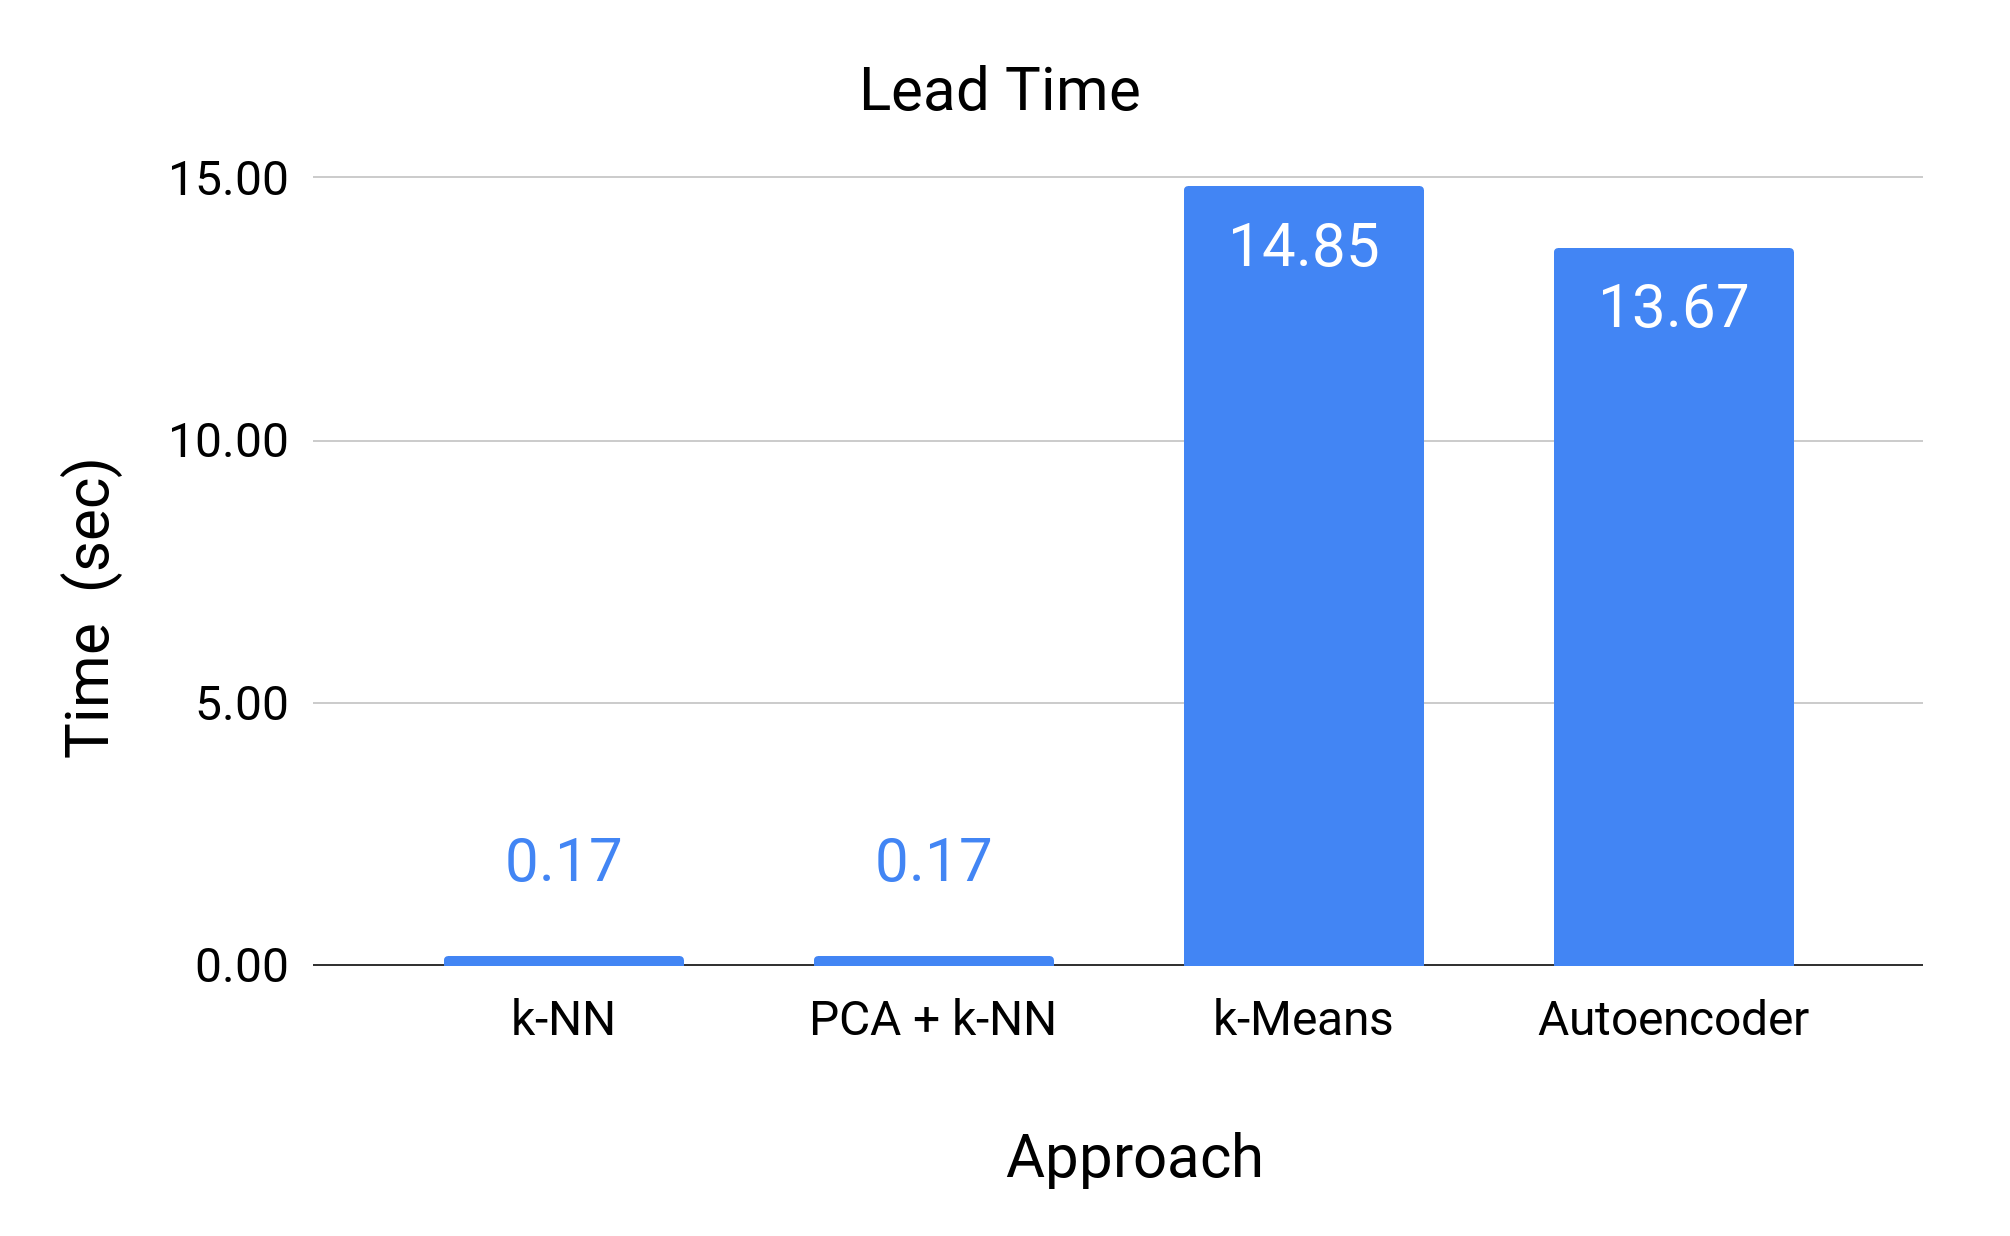 Lead Time
15.00
10.00
5.00
0.00
Time (sec)
0.17
0.17
14.85
13.67
k-NN
PCA + k-NN
k-Means
Autoencoder
Approach